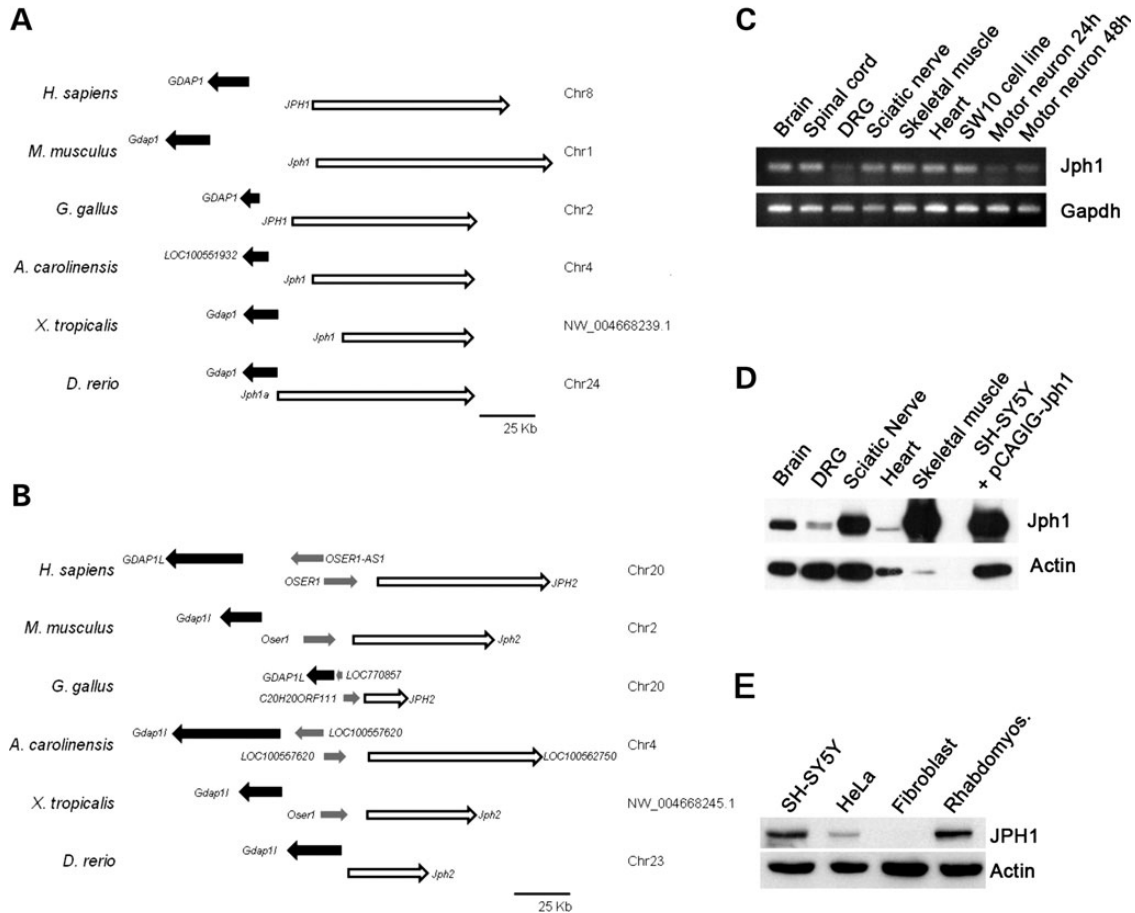 A
GDAP1
H. sapiens
JPH1
Chr8
Gdap1
M. musculus
Jph1
Chr1
GDAP1
G. gallus
JPH1
Chr2
LOC100551932
A. carolinensis
Jph1
Chr4
Gdap1
X. tropicalis
Jph1
NW_004668239.1
Gdap1
D. rerio
Jph1a
Chr24
25 Kb
B
GDAP1L
OSER1-AS1
H. sapiens
OSER1
JPH2
Chr20
Gdap1l
M. musculus
Oser1
Jph2
Chr2
GDAP1L
LOC770857
G. gallus
C20H20ORF111
JPH2
Chr20
Gdap1l
LOC100557620
A. carolinensis
LOC100557620
LOC100562750
Chr4
Gdap1l
X. tropicalis
Oser1
Jph2
NW_004668245.1
Gdap1l
D. rerio
Jph2
Chr23
25 Kb
C
Brain
Spinal cord
DRG
Sciatic nerve
Skeletal muscle
Heart
SW10 cell line
Motor neuron 24h
Motor neuron 48h
Jph1
Gapdh
D
Brain
DRG
Sciatic Nerve
Heart
Skeletal muscle
SH-SY5Y
+ pCAGIG-Jph1
Jph1
Actin
E
SH-SY5Y
HeLa
Fibroblast
Rhabdomyos.
JPH1
Actin